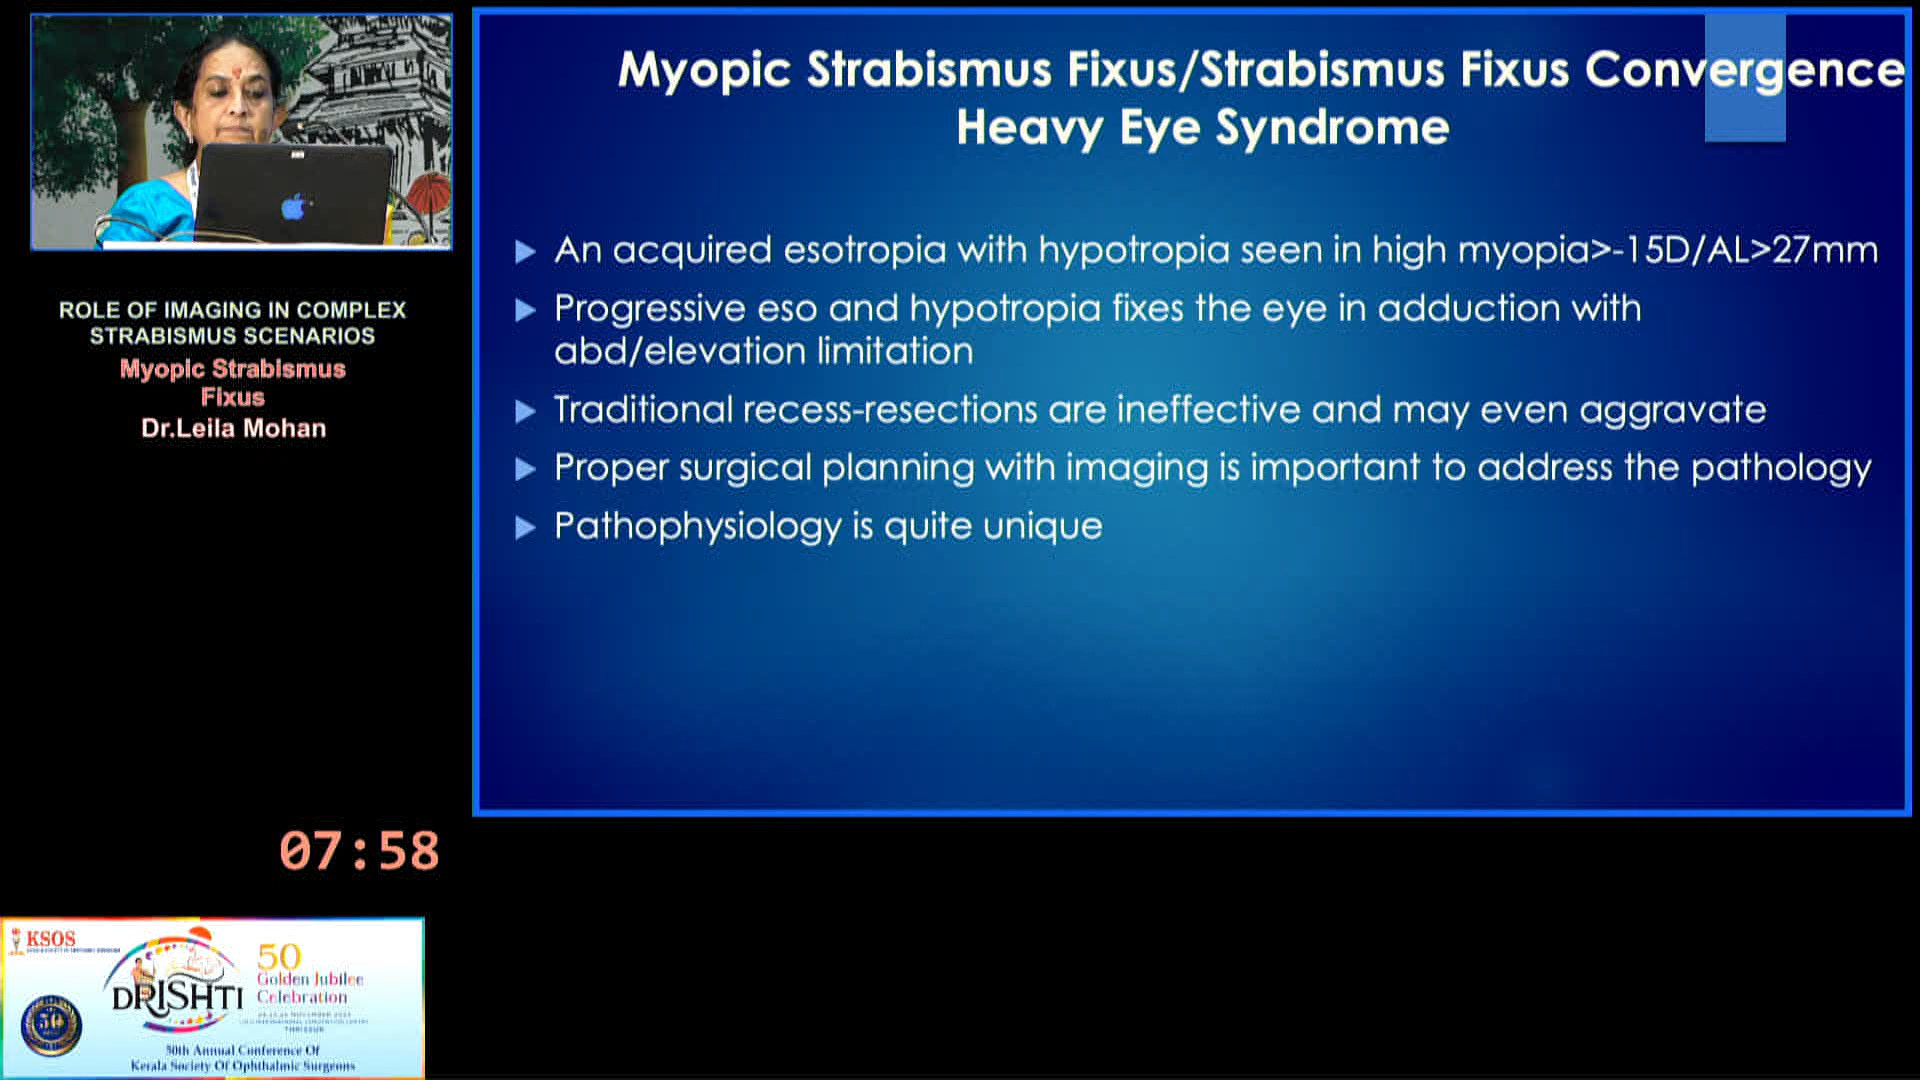 Myopic Strabismus Fixus/Strabismus Fixus Convergence
Heavy Eye Syndrome
An acquired esotropia with hypotropia seen in high myopia>-15D/AL>27mm
Progressive eso and hypotropia fixes the eye in adduction with
abd/elevation limitation
Traditional recess-resections are ineffective and may even aggravate
Proper surgical planning with imaging is important to address the pathology
Pathophysiology is quite unique
ROLE OF IMAGING IN COMPLEX
STRABISMUS SCENARIOS
Myopic Strabismus
Fixus
Dr.Leila Mohan
07:58
KSOS
DRISHTI
50
Golden Jubilee
Celebration
THRISSUR
50th Annual Conference Of
Kerala Society Of Ophthalmic Surgeons